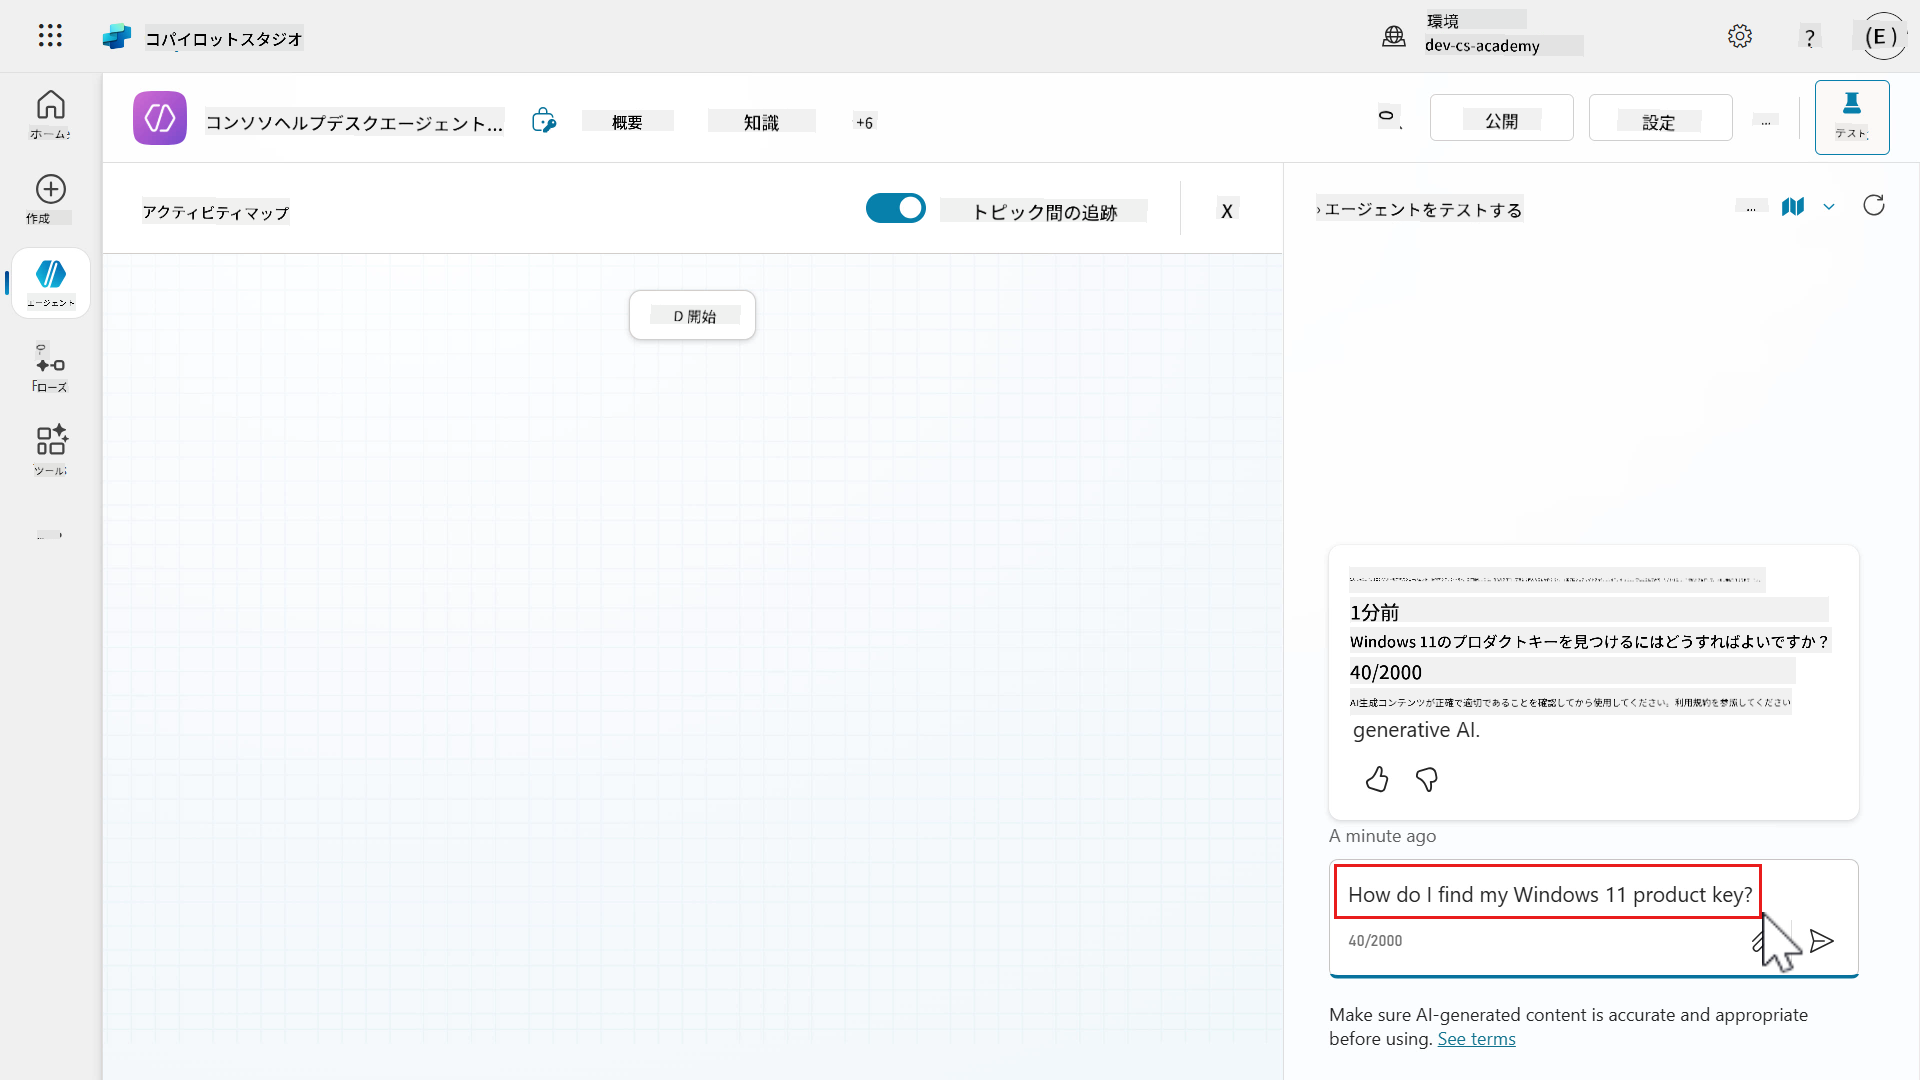 コパイロットスタジオ
環境
dev-cs-academy
?
(E )
ホーム
作成
エージェント
Fローズ
ツール
コンソソヘルプデスクエージェント...
概要
知識
+6
公開
設定
...
テスト
アクティビティマップ
トピック間の追跡
X
エージェントをテストする
...
D 開始
1分前
Windows 11のプロダクトキーを見つけるにはどうすればよいですか？
40/2000
AI生成コンテンツが正確で適切であることを確認してから使用してください。利用規約を参照してください
generative AI.
A minute ago
How do I find my Windows 11 product key?
40/2000
Make sure AI-generated content is accurate and appropriate
before using. See terms